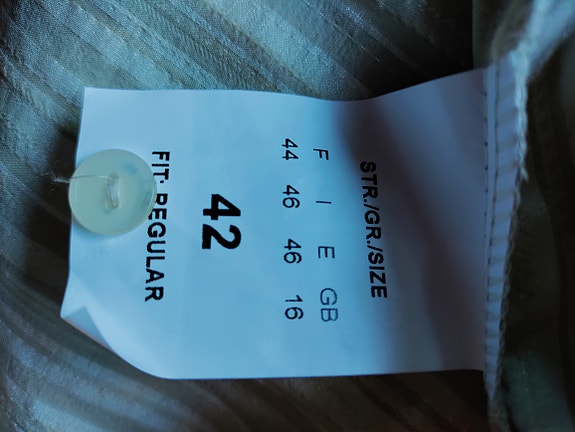 STR./GR./SIZE
F I E GB
44 46 46 16
42
FIT: REGULAR